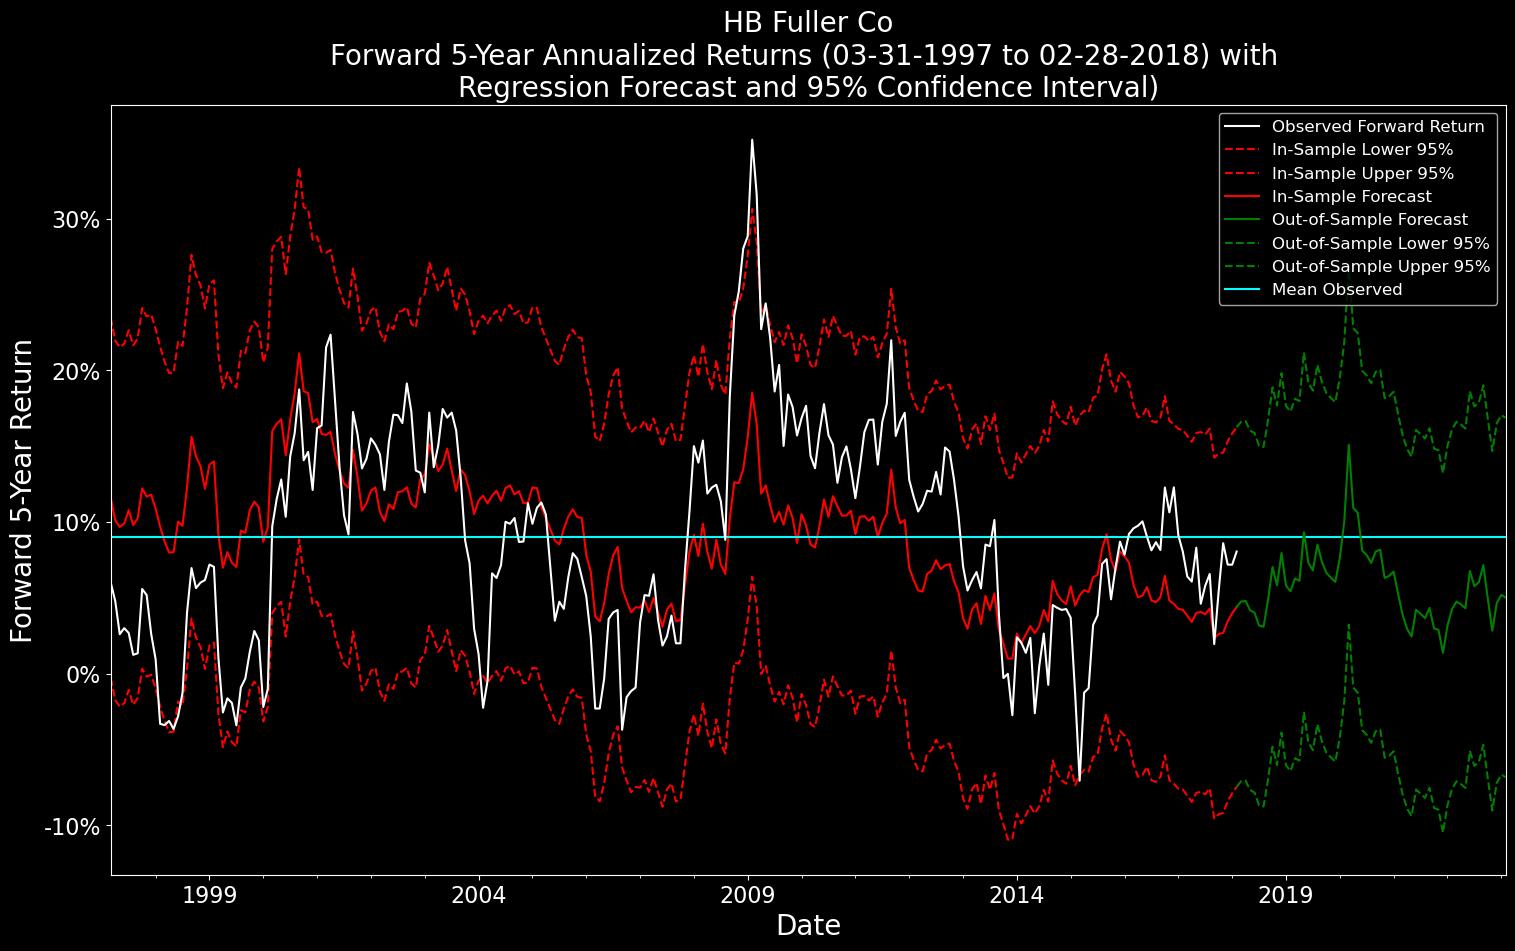 HB Fuller Co
Forward 5-Year Annualized Returns (03-31-1997 to 02-28-2018) with
Regression Forecast and 95% Confidence Interval)
Observed Forward Return
In-Sample Lower 95%
In-Sample Upper 95%
In-Sample Forecast
Out-of-Sample Forecast
Out-of-Sample Lower 95%
Out-of-Sample Upper 95%
Mean Observed
Forward 5-Year Return
30%
20%
10%
0%
-10%
1999
2004
2009
2014
2019
Date